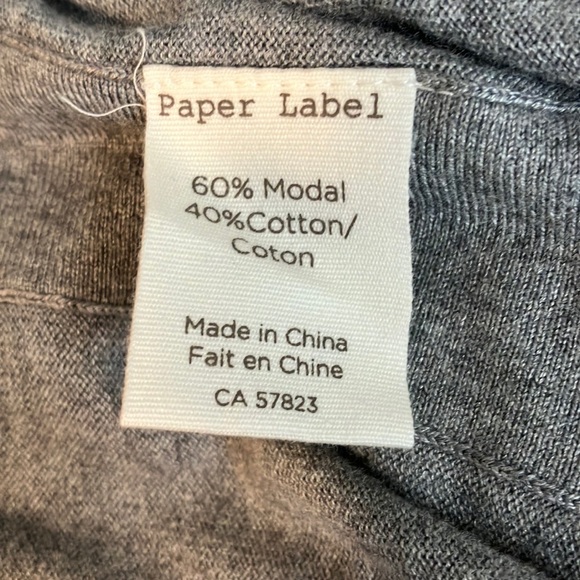 Paper Label
60% Modal
40%Cotton/
Coton
Made in China
Fait en Chine
CA 57823